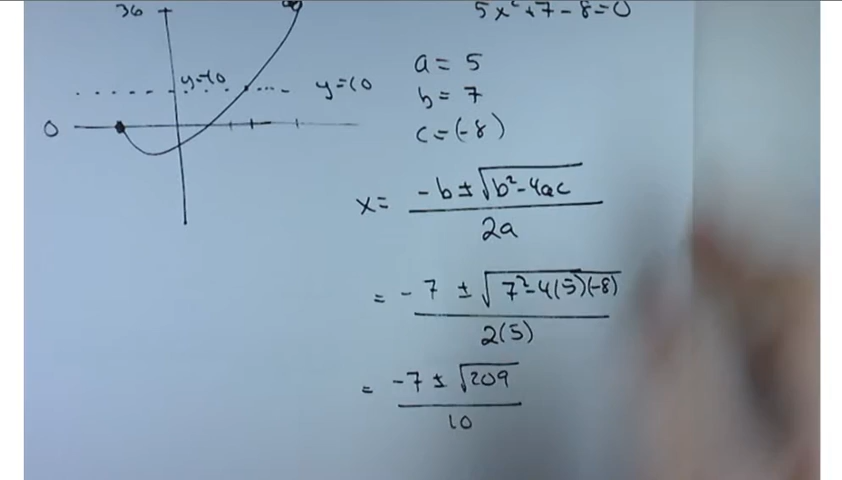 36
5x²+7-8=0
y=10
y=10
a = 5
b = 7
c = (-8)
0
x = (-b ± √(b²-4ac)) / 2a
= (-7 ± √(7²-4(5)(-8))) / 2(5)
= (-7 ± √209) / 10